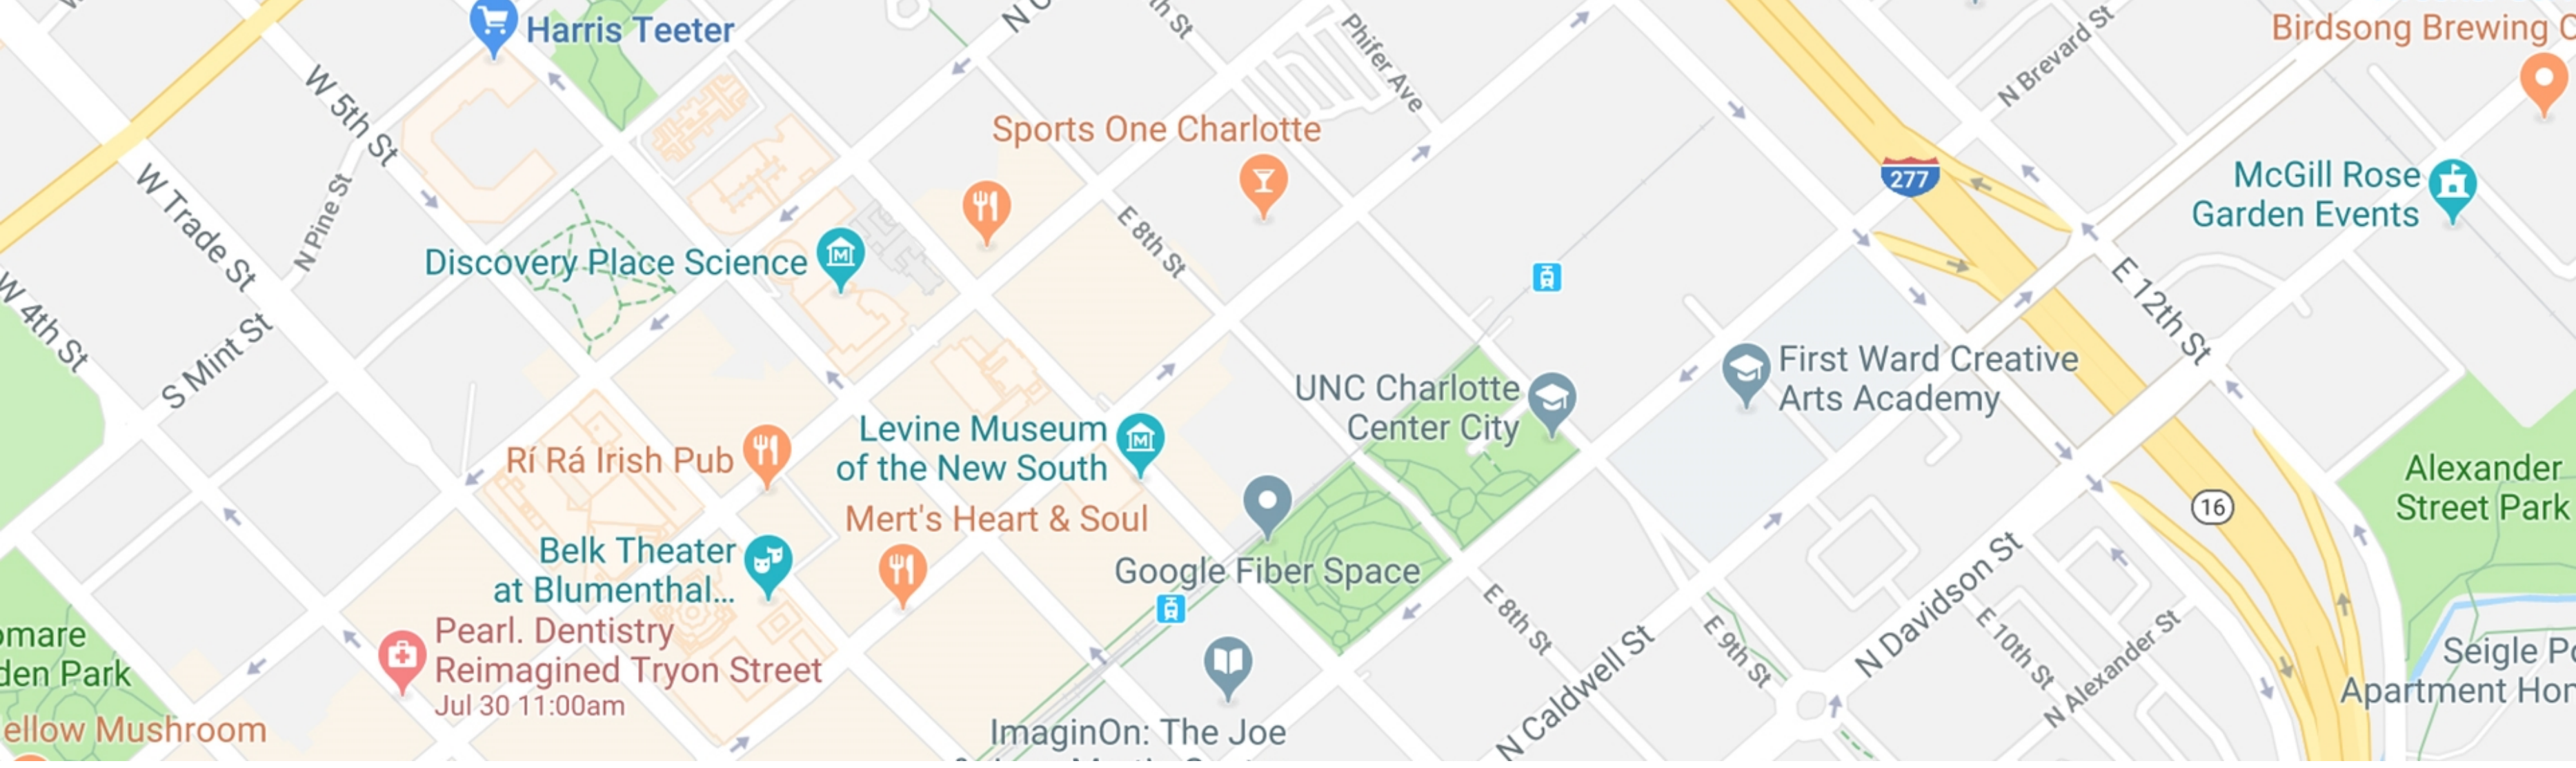 Harris Teeter
N C
th St
Phifer Ave
N Brevard St
Birdsong Brewing C
W 5th St
Sports One Charlotte
277
McGill Rose
Garden Events
W Trade St
N Pine St
E 8th St
Discovery Place Science
E 12th St
W 4th St
S Mint St
UNC Charlotte
Center City
First Ward Creative
Arts Academy
Rí Rá Irish Pub
Levine Museum
of the New South
Alexander
Street Park
16
Mert's Heart & Soul
Belk Theater
at Blumenthal...
Google Fiber Space
E 8th St
N Davidson St
omare
den Park
Pearl. Dentistry
Reimagined Tryon Street
Jul 30 11:00am
E 9th St
E 10th St
N Alexander St
Seigle Po
Apartment Hom
N Caldwell St
ellow Mushroom
ImaginOn: The Joe